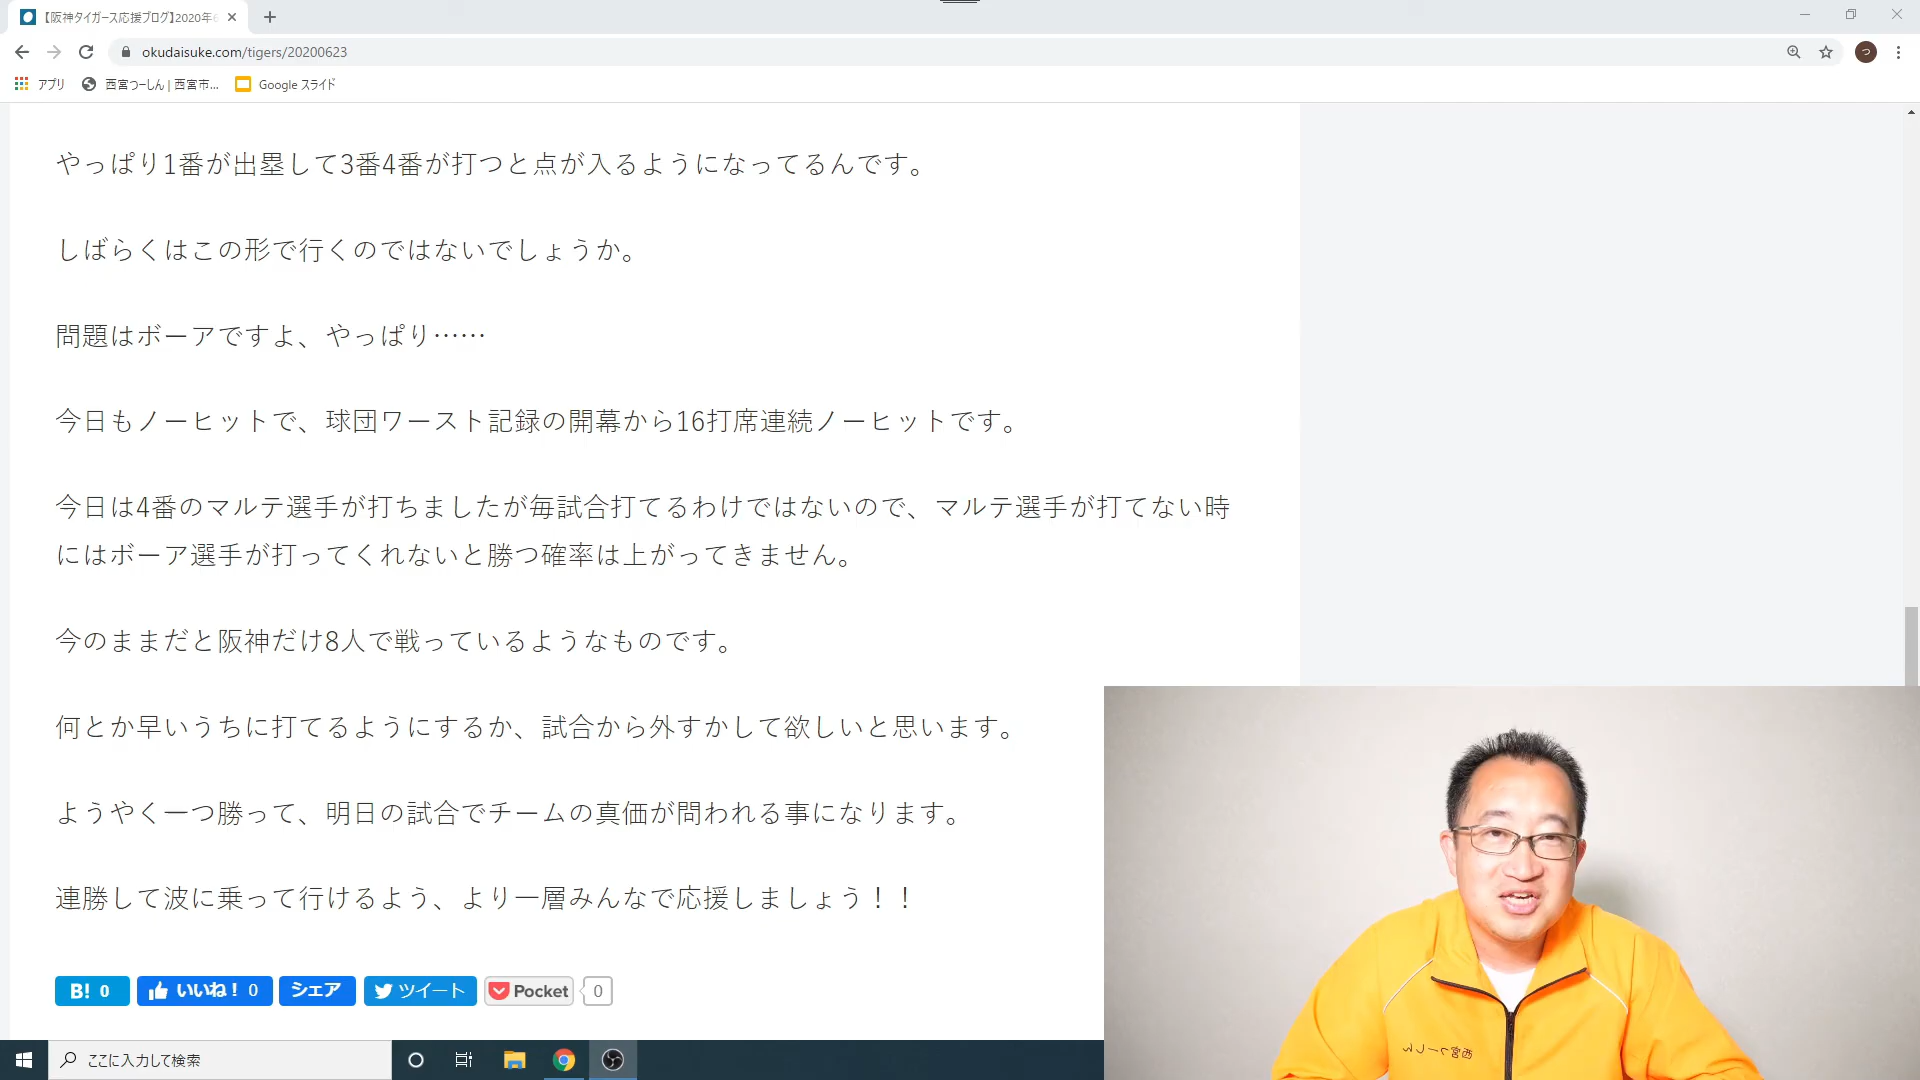 【阪神タイガース応援ブログ】2020年6
okudaisuke.com/tigers/20200623
つ
アプリ
西宮つーしん | 西宮市...
Google スライド
やっぱり1番が出塁して3番4番が打つと点が入るようになってるんです。
しばらくはこの形で行くのではないでしょうか。
問題はボーアですよ、やっぱり……
今日もノーヒットで、球団ワースト記録の開幕から16打席連続ノーヒットです。
今日は4番のマルテ選手が打ちましたが毎試合打てるわけではないので、マルテ選手が打てない時
にはボーア選手が打ってくれないと勝つ確率は上がってきません。
今のままだと阪神だけ8人で戦っているようなものです。
何とか早いうちに打てるようにするか、試合から外すかして欲しいと思います。
ようやく一つ勝って、明日の試合でチームの真価が問われる事になります。
連勝して波に乗って行けるよう、より一層みんなで応援しましょう！！
B! 0
いいね！ 0
シェア
ツイート
Pocket
0
西宮つーしん
ここに入力して検索